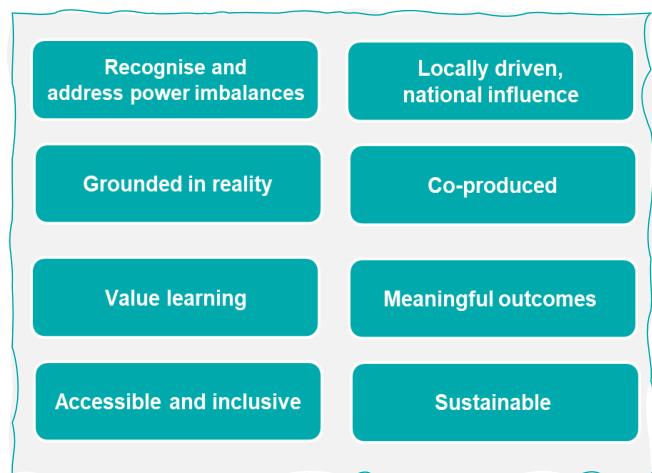 Recognise and
address power imbalances
Locally driven,
national influence
Grounded in reality
Co-produced
Value learning
Meaningful outcomes
Accessible and inclusive
Sustainable